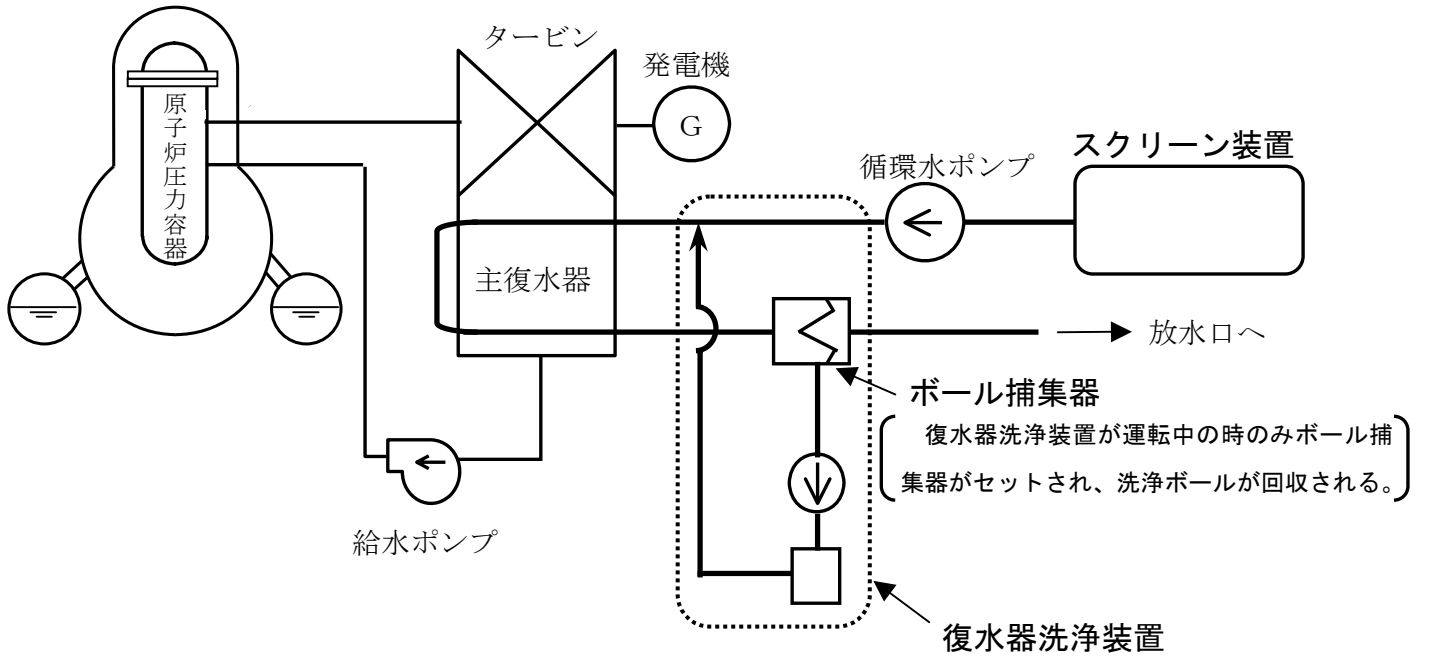 タービン
発電機
G
原子炉圧力容器
スクリーン装置
循環水ポンプ
主復水器
放水口へ
ボール捕集器
復水器洗浄装置が運転中の時のみボール捕
集器がセットされ、洗浄ボールが回収される。
給水ポンプ
復水器洗浄装置